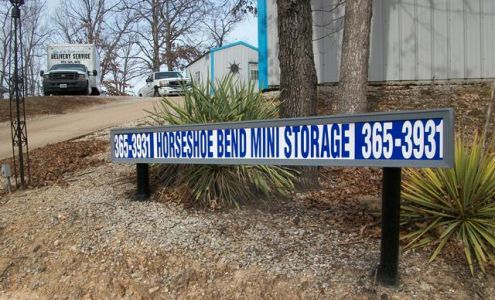 DELIVERY SERVICE
365-3931 HORSESHOE BEND MINI STORAGE 365-3931